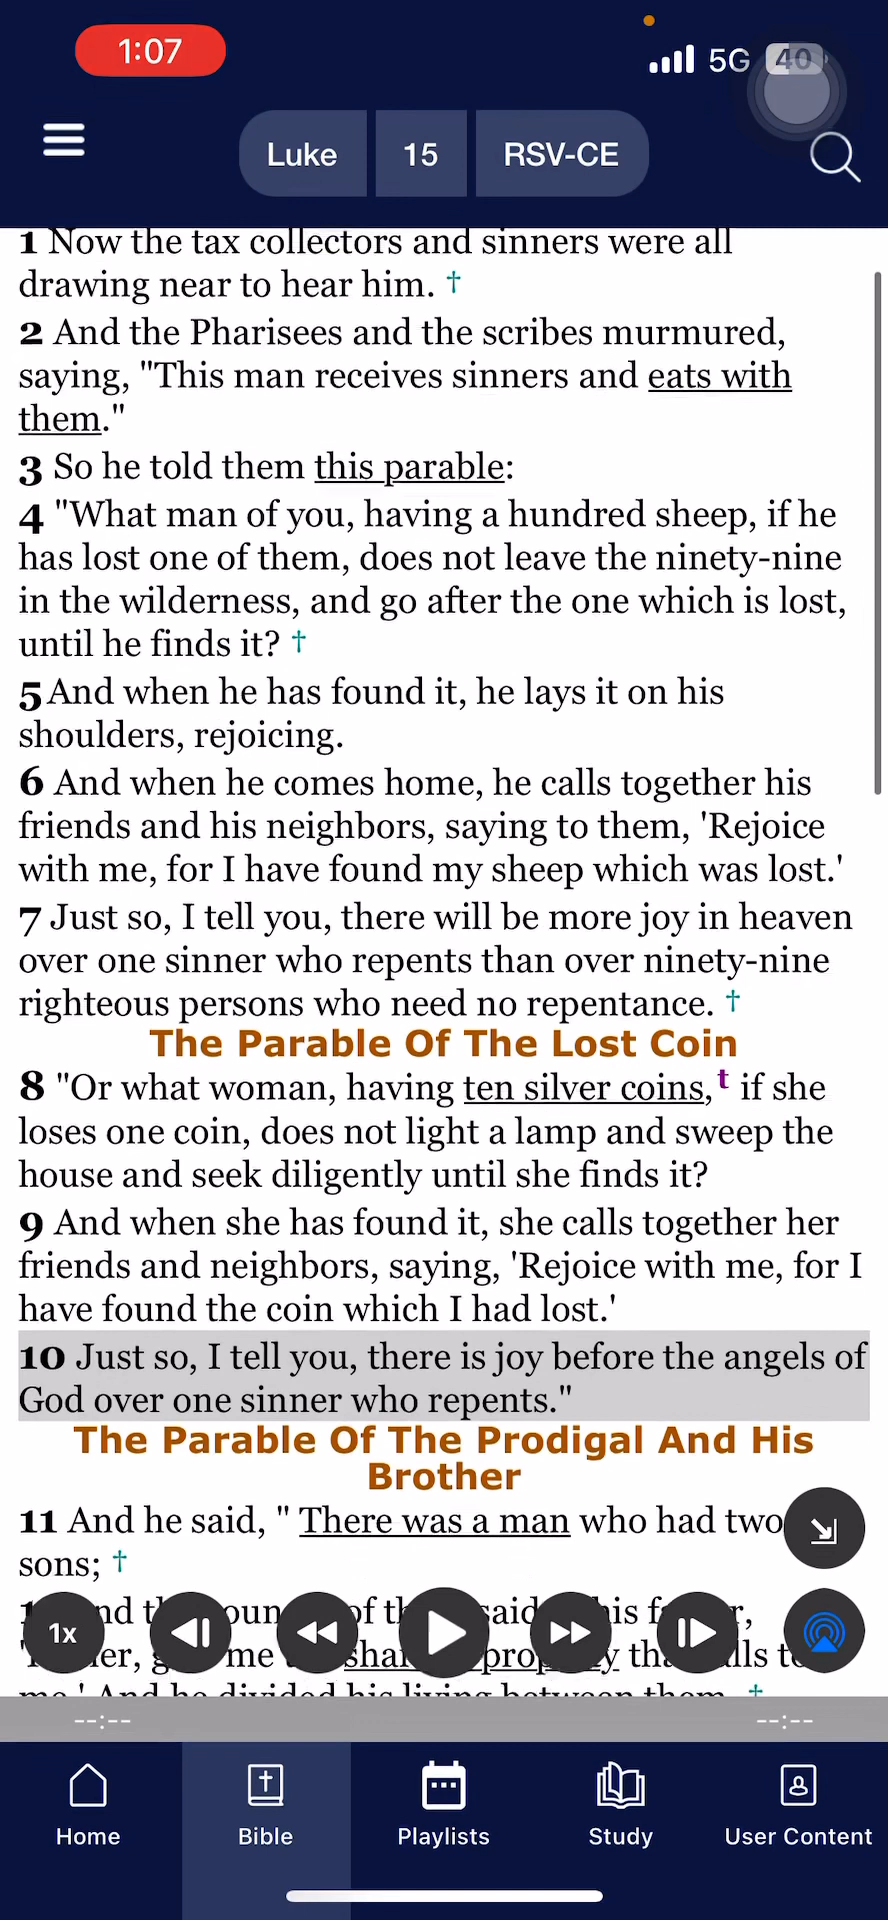 1:07
5G 40
Luke 15 RSV-CE
1 Now the tax collectors and sinners were all
drawing near to hear him. †
2 And the Pharisees and the scribes murmured,
saying, "This man receives sinners and eats with
them."
3 So he told them this parable:
4 "What man of you, having a hundred sheep, if he
has lost one of them, does not leave the ninety-nine
in the wilderness, and go after the one which is lost,
until he finds it? †
5 And when he has found it, he lays it on his
shoulders, rejoicing.
6 And when he comes home, he calls together his
friends and his neighbors, saying to them, 'Rejoice
with me, for I have found my sheep which was lost.'
7 Just so, I tell you, there will be more joy in heaven
over one sinner who repents than over ninety-nine
righteous persons who need no repentance. †
The Parable Of The Lost Coin
8 "Or what woman, having ten silver coins,t if she
loses one coin, does not light a lamp and sweep the
house and seek diligently until she finds it?
9 And when she has found it, she calls together her
friends and neighbors, saying, 'Rejoice with me, for I
have found the coin which I had lost.'
10 Just so, I tell you, there is joy before the angels of
God over one sinner who repents."
The Parable Of The Prodigal And His
Brother
11 And he said, " There was a man who had two
sons; †
of said
1x
me
me.' And he divided his living between them. †
--:-- --:--
Home Bible Playlists Study User Content